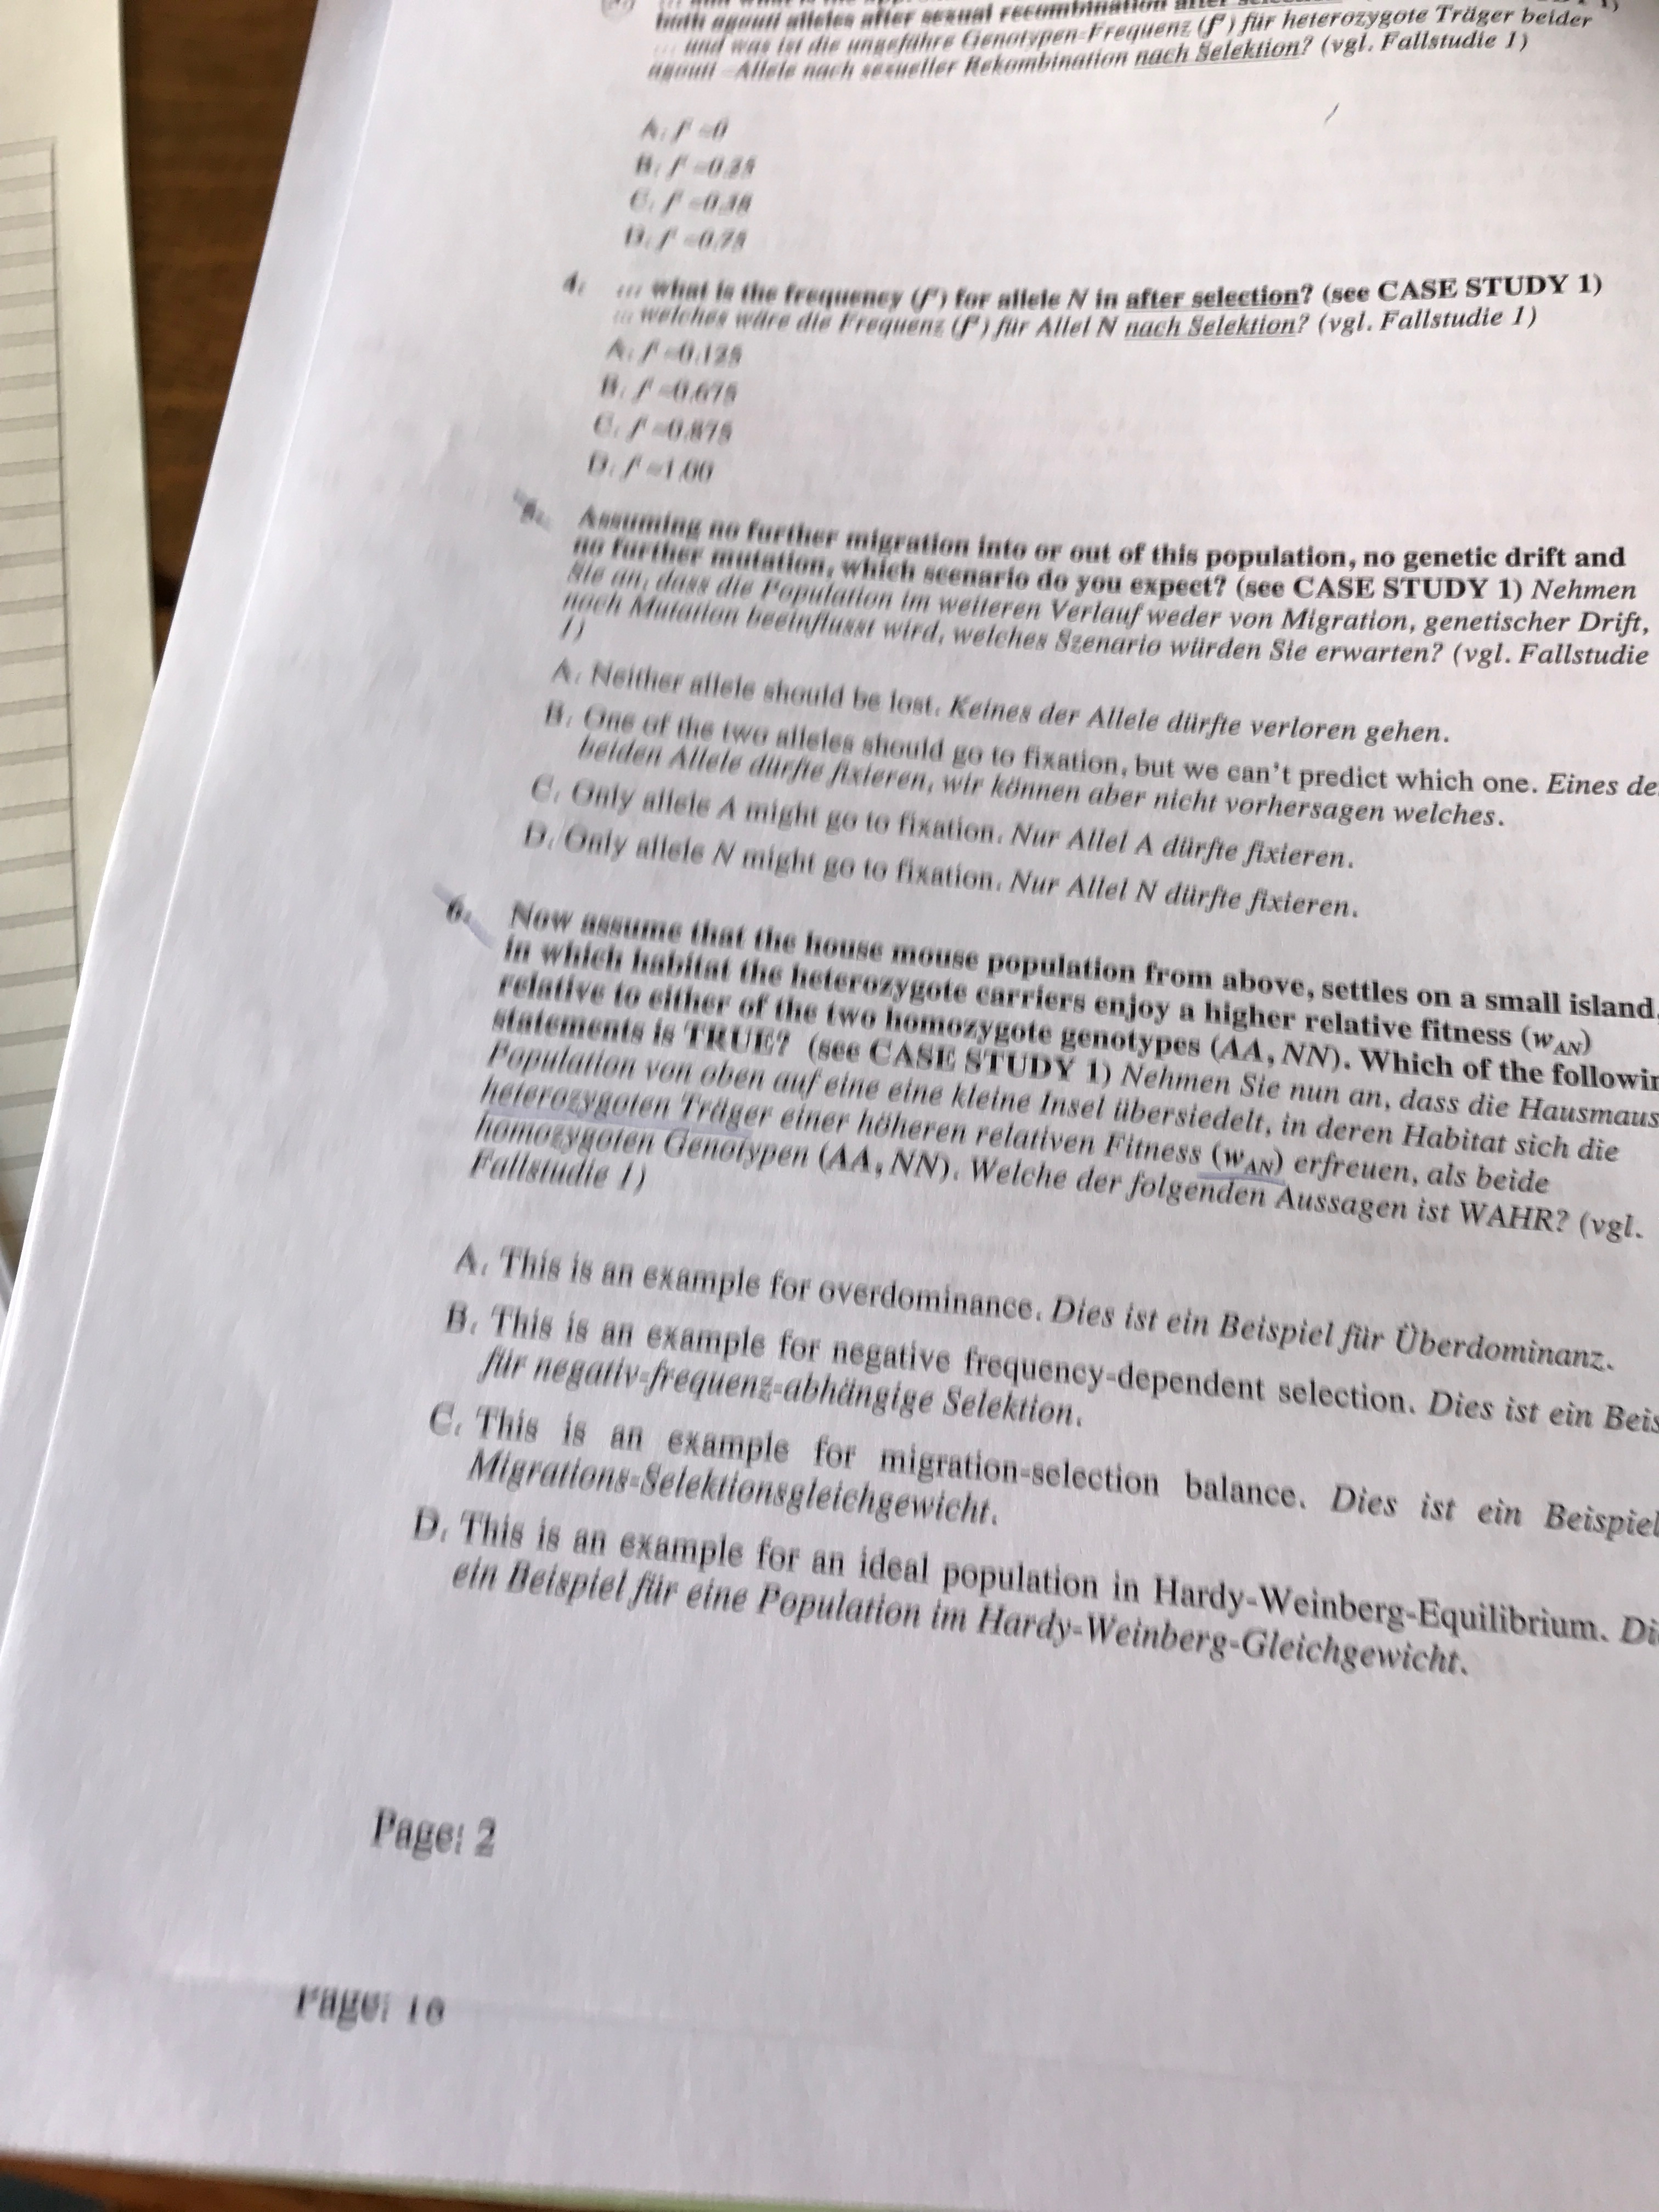 both agouti alleles after sexual recombination after
... und was ist die ungefähre Genotypen-Frequenz (f') für heterozygote Träger beider
agouti -Allele nach sexueller Rekombination nach Selektion? (vgl. Fallstudie 1)
A. f' =0
B. f' =0.25
C. f' =0.38
D. f' =0.75
4. ... what is the frequency (f') for allele N in after selection? (see CASE STUDY 1)
... welches wäre die Frequenz (f') für Allel N nach Selektion? (vgl. Fallstudie 1)
A. f' =0.125
B. f' =0.675
C. f' =0.875
D. f' =1.00
5. Assuming no further migration into or out of this population, no genetic drift and
no further mutation, which scenario do you expect? (see CASE STUDY 1) Nehmen
Sie an, dass die Population im weiteren Verlauf weder von Migration, genetischer Drift,
noch Mutation beeinflusst wird, welches Szenario würden Sie erwarten? (vgl. Fallstudie
1)
A. Neither allele should be lost. Keines der Allele dürfte verloren gehen.
B. One of the two alleles should go to fixation, but we can't predict which one. Eines de
beiden Allele dürfte fixieren, wir können aber nicht vorhersagen welches.
C. Only allele A might go to fixation. Nur Allel A dürfte fixieren.
D. Only allele N might go to fixation. Nur Allel N dürfte fixieren.
6. Now assume that the house mouse population from above, settles on a small island,
in which habitat the heterozygote carriers enjoy a higher relative fitness (wAN)
relative to either of the two homozygote genotypes (AA, NN). Which of the followin
statements is TRUE? (see CASE STUDY 1) Nehmen Sie nun an, dass die Hausmaus
Population von oben auf eine eine kleine Insel übersiedelt, in deren Habitat sich die
heterozygoten Träger einer höheren relativen Fitness (wAN) erfreuen, als beide
homozygoten Genotypen (AA, NN). Welche der folgenden Aussagen ist WAHR? (vgl.
Fallstudie 1)
A. This is an example for overdominance. Dies ist ein Beispiel für Überdominanz.
B. This is an example for negative frequency-dependent selection. Dies ist ein Beis
für negativ-frequenz-abhängige Selektion.
C. This is an example for migration-selection balance. Dies ist ein Beispiel
Migrations-Selektionsgleichgewicht.
D. This is an example for an ideal population in Hardy-Weinberg-Equilibrium. Di
ein Beispiel für eine Population im Hardy-Weinberg-Gleichgewicht.
Page: 2
Page: 10